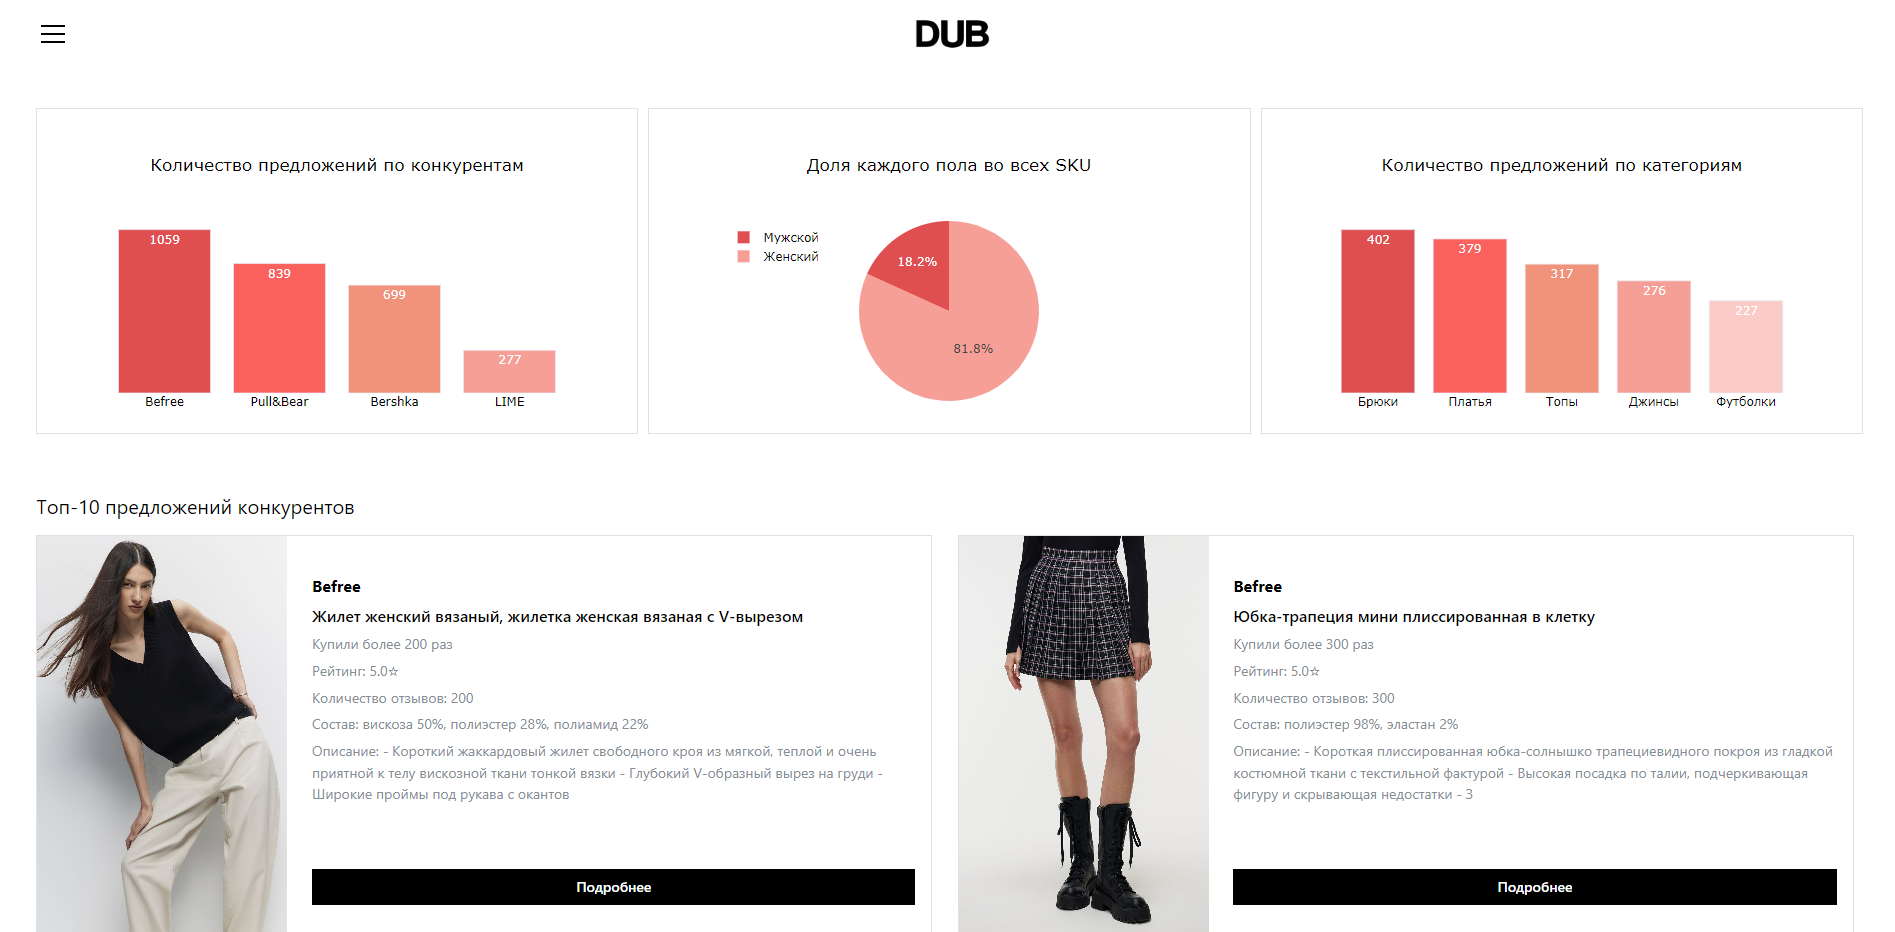 DUB
Количество предложений по конкурентам
1059
839
699
277
Befree
Pull&Bear
Bershka
LIME
Доля каждого пола во всех SKU
Мужской
Женский
18.2%
81.8%
Количество предложений по категориям
402
379
317
276
227
Брюки
Платья
Топы
Джинсы
Футболки
Топ-10 предложений конкурентов
Befree
Жилет женский вязаный, жилетка женская вязаная с V-вырезом
Купили более 200 раз
Рейтинг: 5.0☆
Количество отзывов: 200
Состав: вискоза 50%, полиэстер 28%, полиамид 22%
Описание: - Короткий жаккардовый жилет свободного кроя из мягкой, теплой и очень
приятной к телу вискозной ткани тонкой вязки - Глубокий V-образный вырез на груди -
Широкие проймы под рукава с окантов
Подробнее
Befree
Юбка-трапеция мини плиссированная в клетку
Купили более 300 раз
Рейтинг: 5.0☆
Количество отзывов: 300
Состав: полиэстер 98%, эластан 2%
Описание: - Короткая плиссированная юбка-солнышко трапециевидного покроя из гладкой
костюмной ткани с текстильной фактурой - Высокая посадка по талии, подчеркивающая
фигуру и скрывающая недостатки - 3
Подробнее